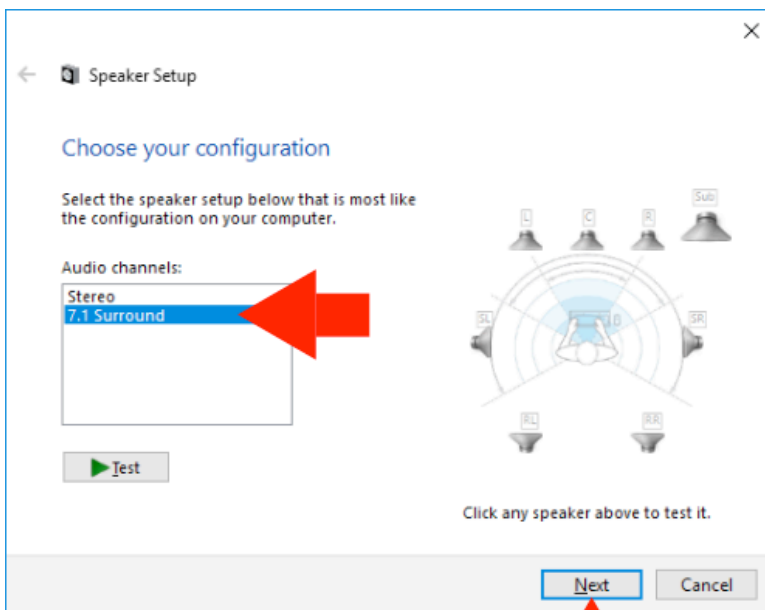 Speaker Setup
Choose your configuration
Select the speaker setup below that is most like
the configuration on your computer.
Audio channels:
Stereo
7.1 Surround
Test
L
C
R
Sub
SL
SR
RL
RR
Click any speaker above to test it.
Next
Cancel